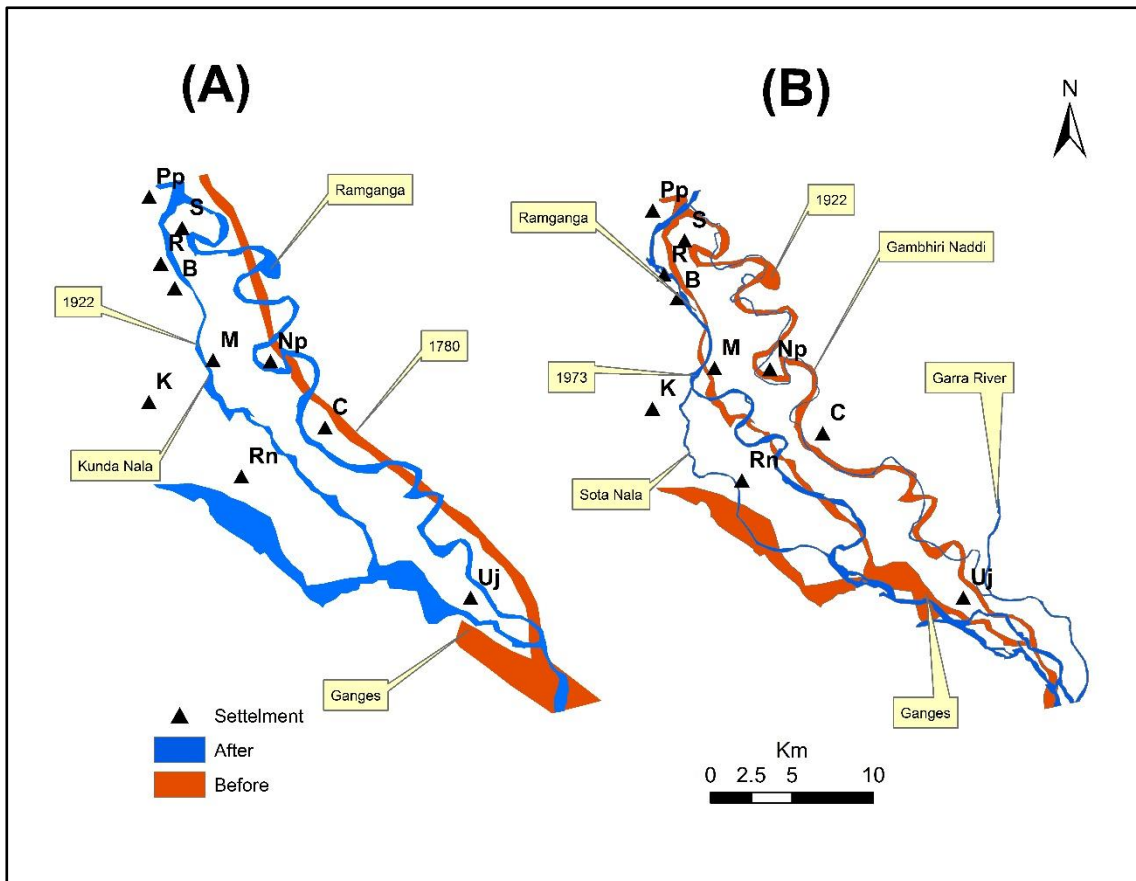 (A)
(B)
N
Pp
S
R
B
M
Np
K
C
Rn
Uj
Ramganga
1922
1780
Kunda Nala
Ganges
Pp
S
R
B
M
Np
K
C
Rn
Uj
Ramganga
1922
Gambhiri Naddi
1973
Garra River
Sota Nala
Ganges
Settelment
After
Before
Km
0 2.5 5 10